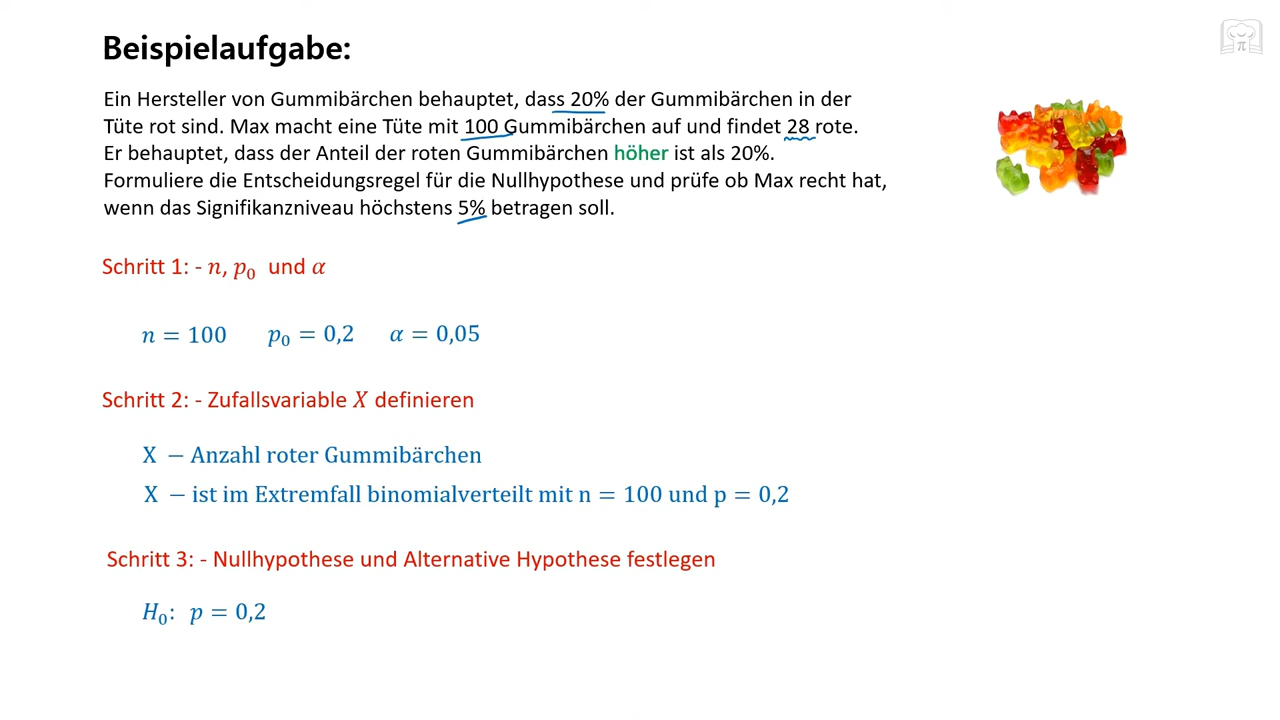 Beispielaufgabe:
Ein Hersteller von Gummibärchen behauptet, dass 20% der Gummibärchen in der
Tüte rot sind. Max macht eine Tüte mit 100 Gummibärchen auf und findet 28 rote.
Er behauptet, dass der Anteil der roten Gummibärchen höher ist als 20%.
Formuliere die Entscheidungsregel für die Nullhypothese und prüfe ob Max recht hat,
wenn das Signifikanzniveau höchstens 5% betragen soll.
Schritt 1: - n, p₀ und α
n = 100 p₀ = 0,2 α = 0,05
Schritt 2: - Zufallsvariable X definieren
X – Anzahl roter Gummibärchen
X – ist im Extremfall binomialverteilt mit n = 100 und p = 0,2
Schritt 3: - Nullhypothese und Alternative Hypothese festlegen
H₀: p = 0,2